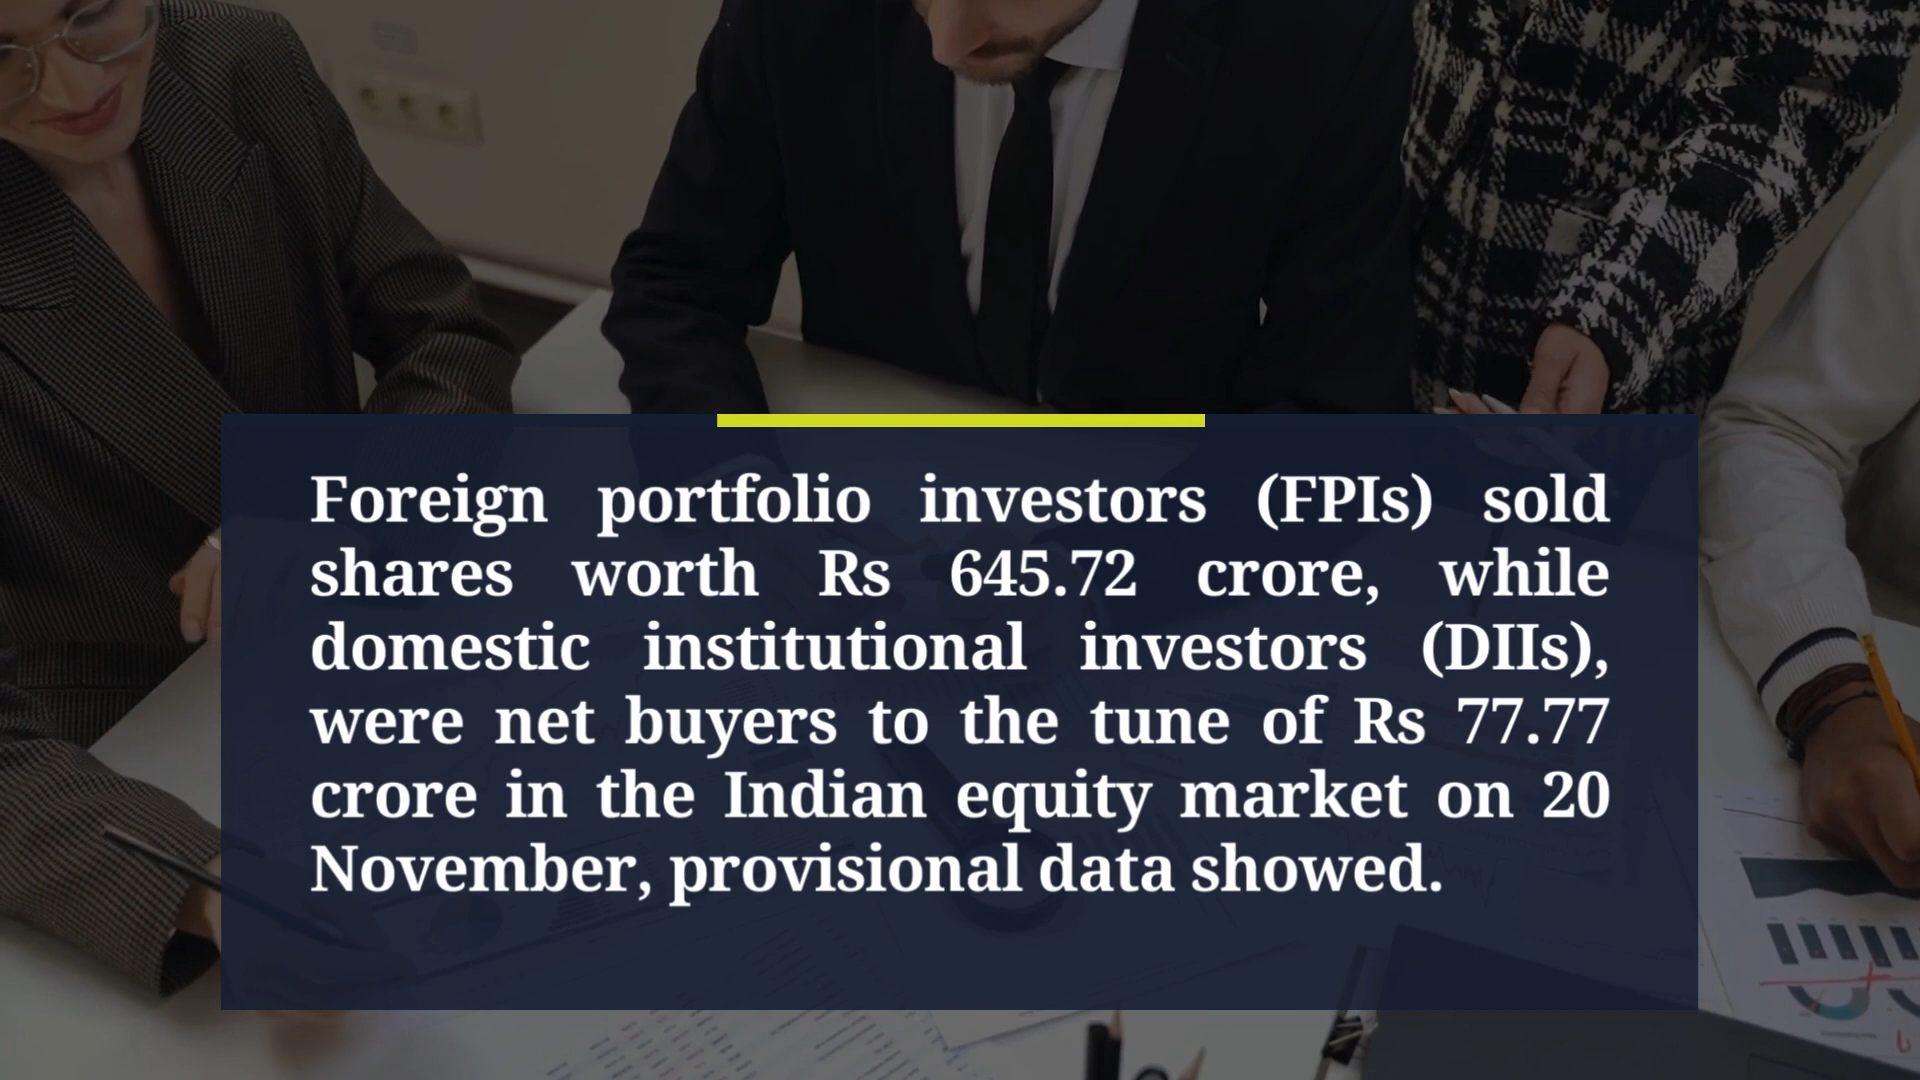 Foreign portfolio investors (FPIs) sold
shares worth Rs 645.72 crore, while
domestic institutional investors (DIIs),
were net buyers to the tune of Rs 77.77
crore in the Indian equity market on 20
November, provisional data showed.